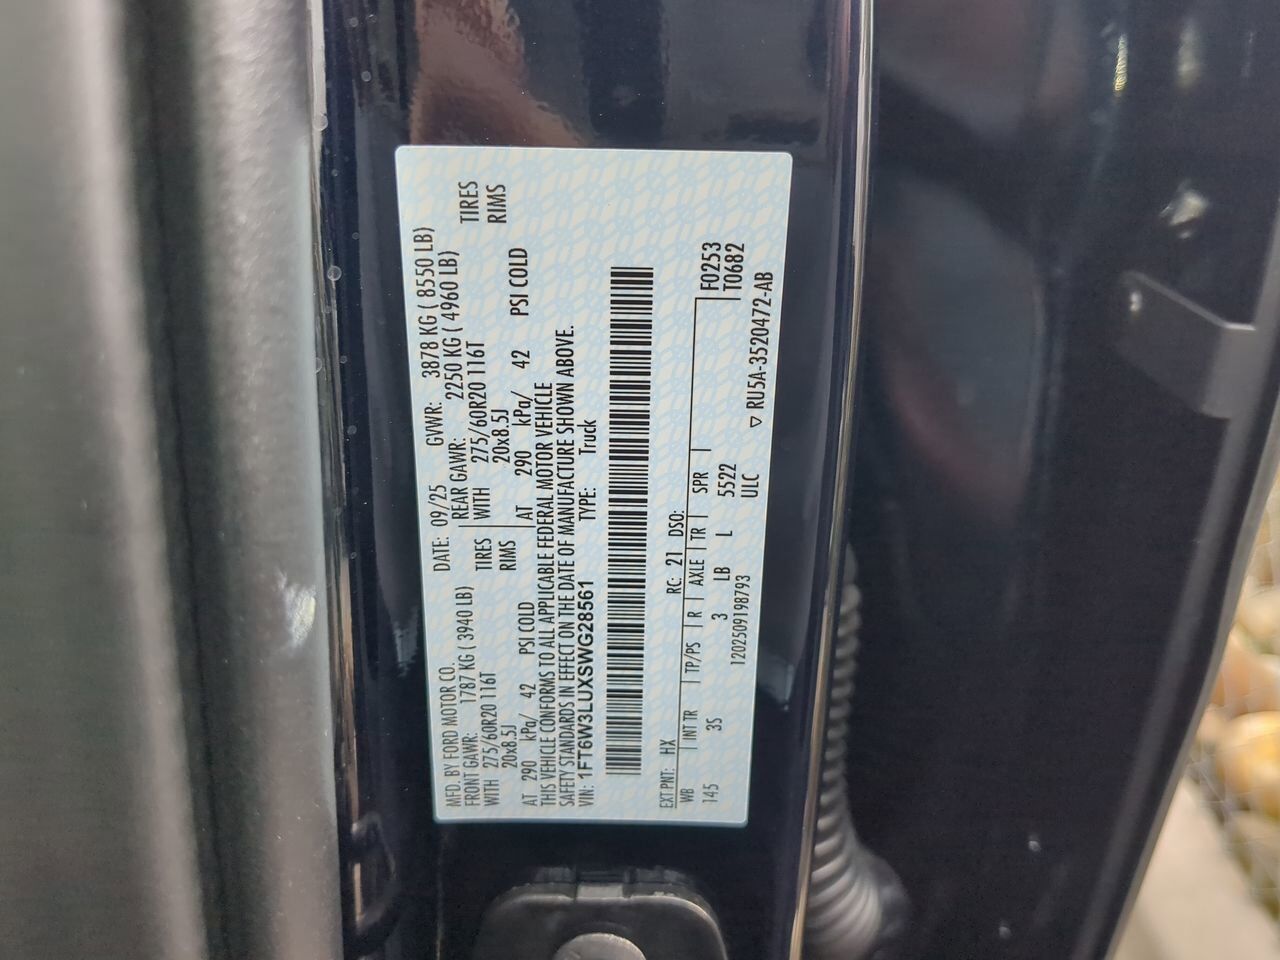 MFD. BY FORD MOTOR CO. DATE: 09/25 GVWR: 3878 KG ( 8550 LB)
FRONT GAWR: 1787 KG ( 3940 LB) REAR GAWR: 2250 KG ( 4960 LB)
WITH 275/60R20 116T TIRES WITH 275/60R20 116T TIRES
20x8.5J RIMS 20x8.5J RIMS
AT 290 kPa/ 42 PSI COLD AT 290 kPa/ 42 PSI COLD
THIS VEHICLE CONFORMS TO ALL APPLICABLE FEDERAL MOTOR VEHICLE
SAFETY STANDARDS IN EFFECT ON THE DATE OF MANUFACTURE SHOWN ABOVE.
VIN: 1FT6W3LUXSWG28561 TYPE: Truck
EXT PNT: HX RC: 21 DSO:
WB INT TR TP/PS R AXLE TR SPR F0253
145 3S 3 LB L 5522 T0682
1202509198793 ULC ▽ RU5A-3520472-AB